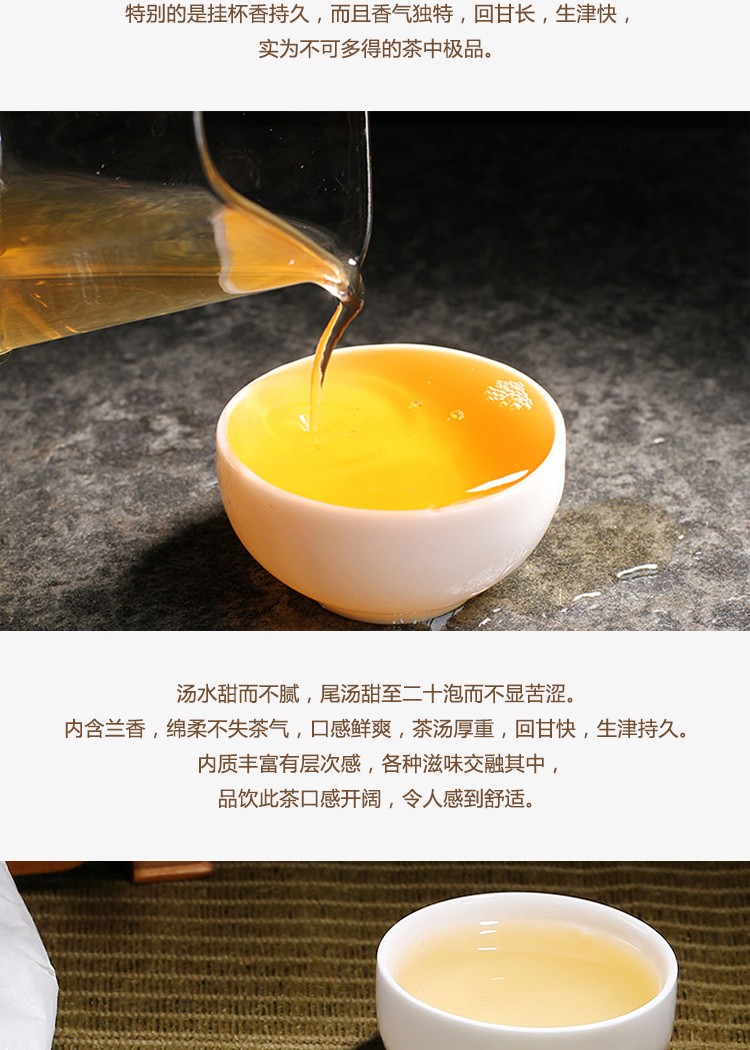 特别的是挂杯香持久，而且香气独特，回甘长，生津快，
实为不可多得的茶中极品。
汤水甜而不腻，尾汤甜至二十泡而不显苦涩。
内含兰香，绵柔不失茶气，口感鲜爽，茶汤厚重，回甘快，生津持久。
内质丰富有层次感，各种滋味交融其中，
品饮此茶口感开阔，令人感到舒适。